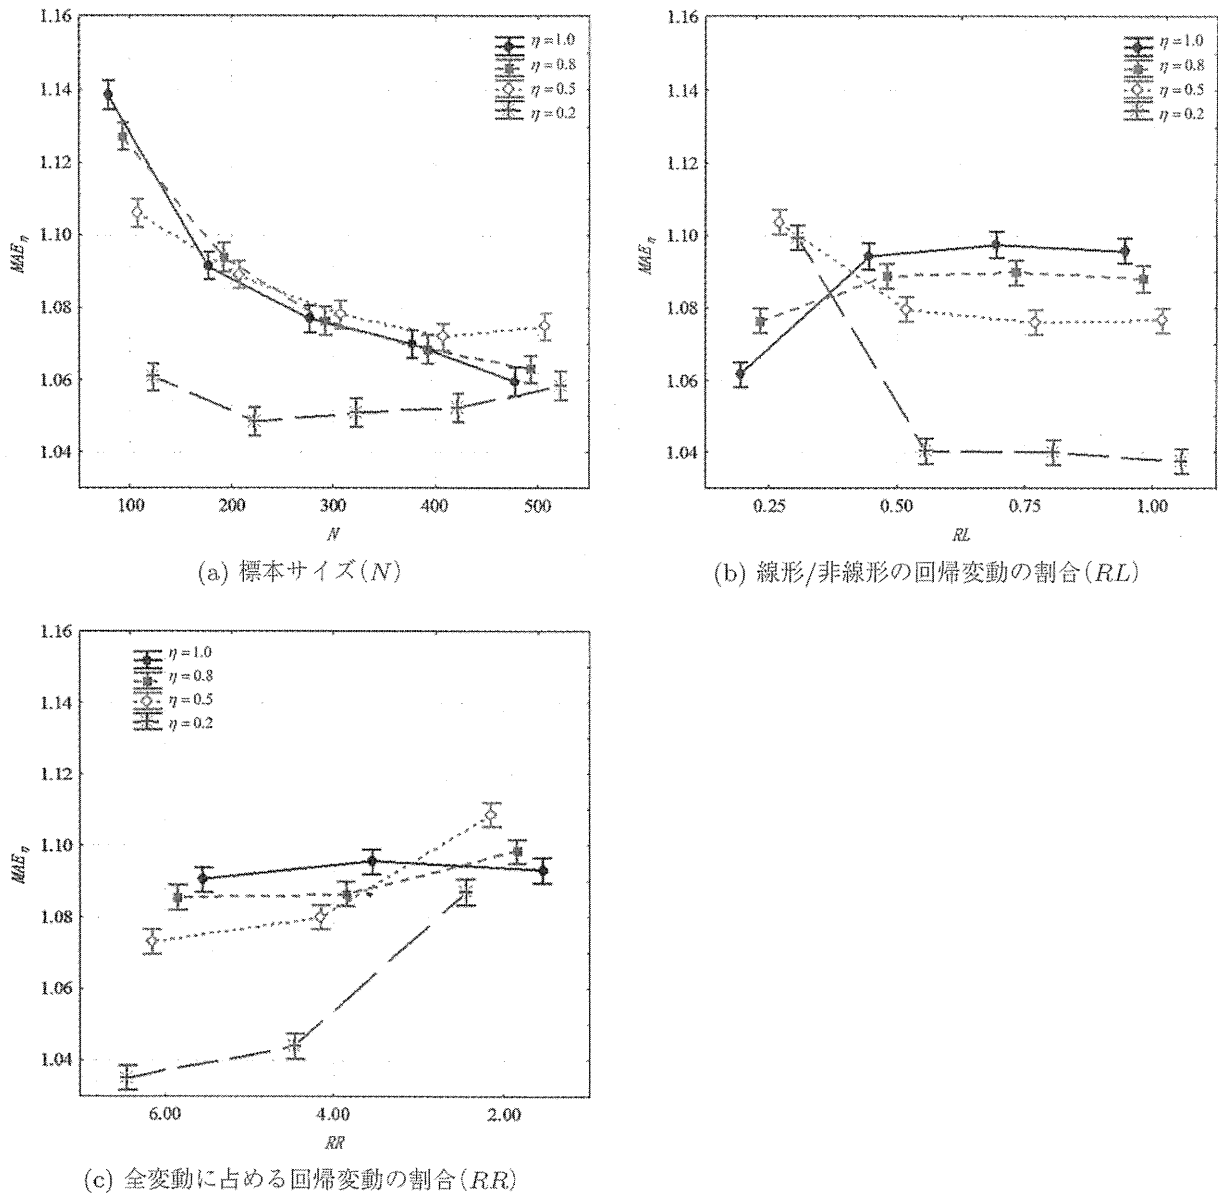 1.16
1.14
1.12
1.10
1.08
1.06
1.04
MAE η
η = 1.0
η = 0.8
η = 0.5
η = 0.2
100 200 300 400 500
N
(a) 標本サイズ(N)
1.16
1.14
1.12
1.10
1.08
1.06
1.04
MAE η
η = 1.0
η = 0.8
η = 0.5
η = 0.2
0.25 0.50 0.75 1.00
RL
(b) 線形/非線形の回帰変動の割合(RL)
1.16
1.14
1.12
1.10
1.08
1.06
1.04
MAE η
η = 1.0
η = 0.8
η = 0.5
η = 0.2
6.00 4.00 2.00
RR
(c) 全変動に占める回帰変動の割合(RR)